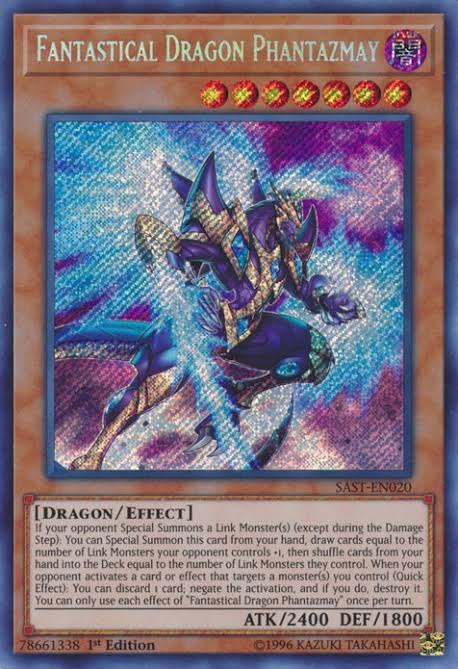 FANTASTICAL DRAGON PHANTAZMAY
闇
SAST-EN020
[DRAGON/EFFECT]
If your opponent Special Summons a Link Monster(s) (except during the Damage
Step): You can Special Summon this card from your hand, draw cards equal to the
number of Link Monsters your opponent controls +1, then shuffle cards from your
hand into the Deck equal to the number of Link Monsters they control. When your
opponent activates a card or effect that targets a monster(s) you control (Quick
Effect): You can discard 1 card; negate the activation, and if you do, destroy it.
You can only use each effect of "Fantastical Dragon Phantazmay" once per turn.
ATK/2400 DEF/1800
78661338 1st Edition ©1996 KAZUKI TAKAHASHI